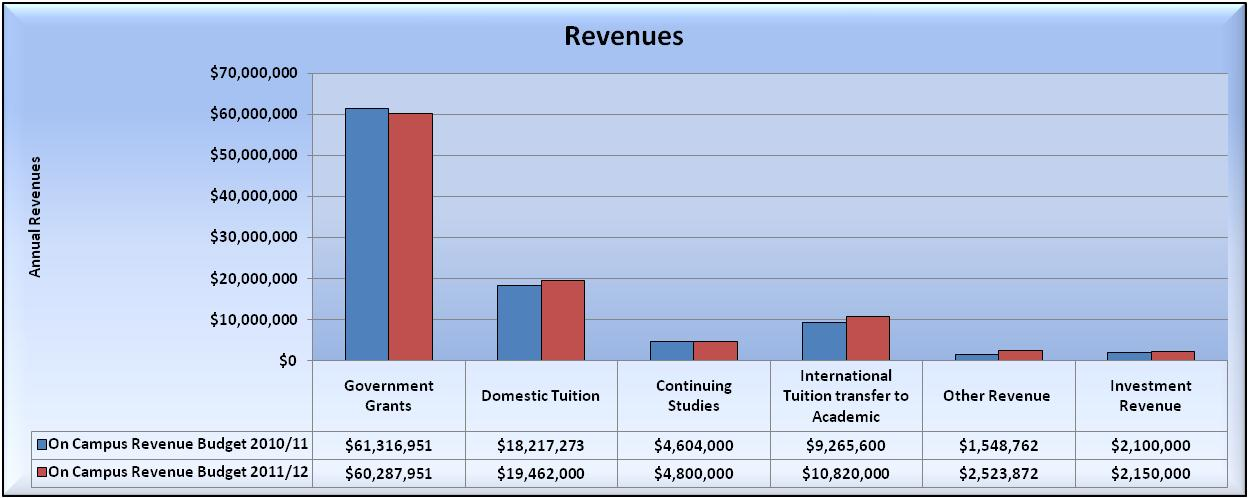 Revenues
Annual Revenues
$70,000,000
$60,000,000
$50,000,000
$40,000,000
$30,000,000
$20,000,000
$10,000,000
$0
Government
Grants
Domestic Tuition
Continuing
Studies
International
Tuition transfer to
Academic
Other Revenue
Investment
Revenue
On Campus Revenue Budget 2010/11 $61,316,951 $18,217,273 $4,604,000 $9,265,600 $1,548,762 $2,100,000
On Campus Revenue Budget 2011/12 $60,287,951 $19,462,000 $4,800,000 $10,820,000 $2,523,872 $2,150,000